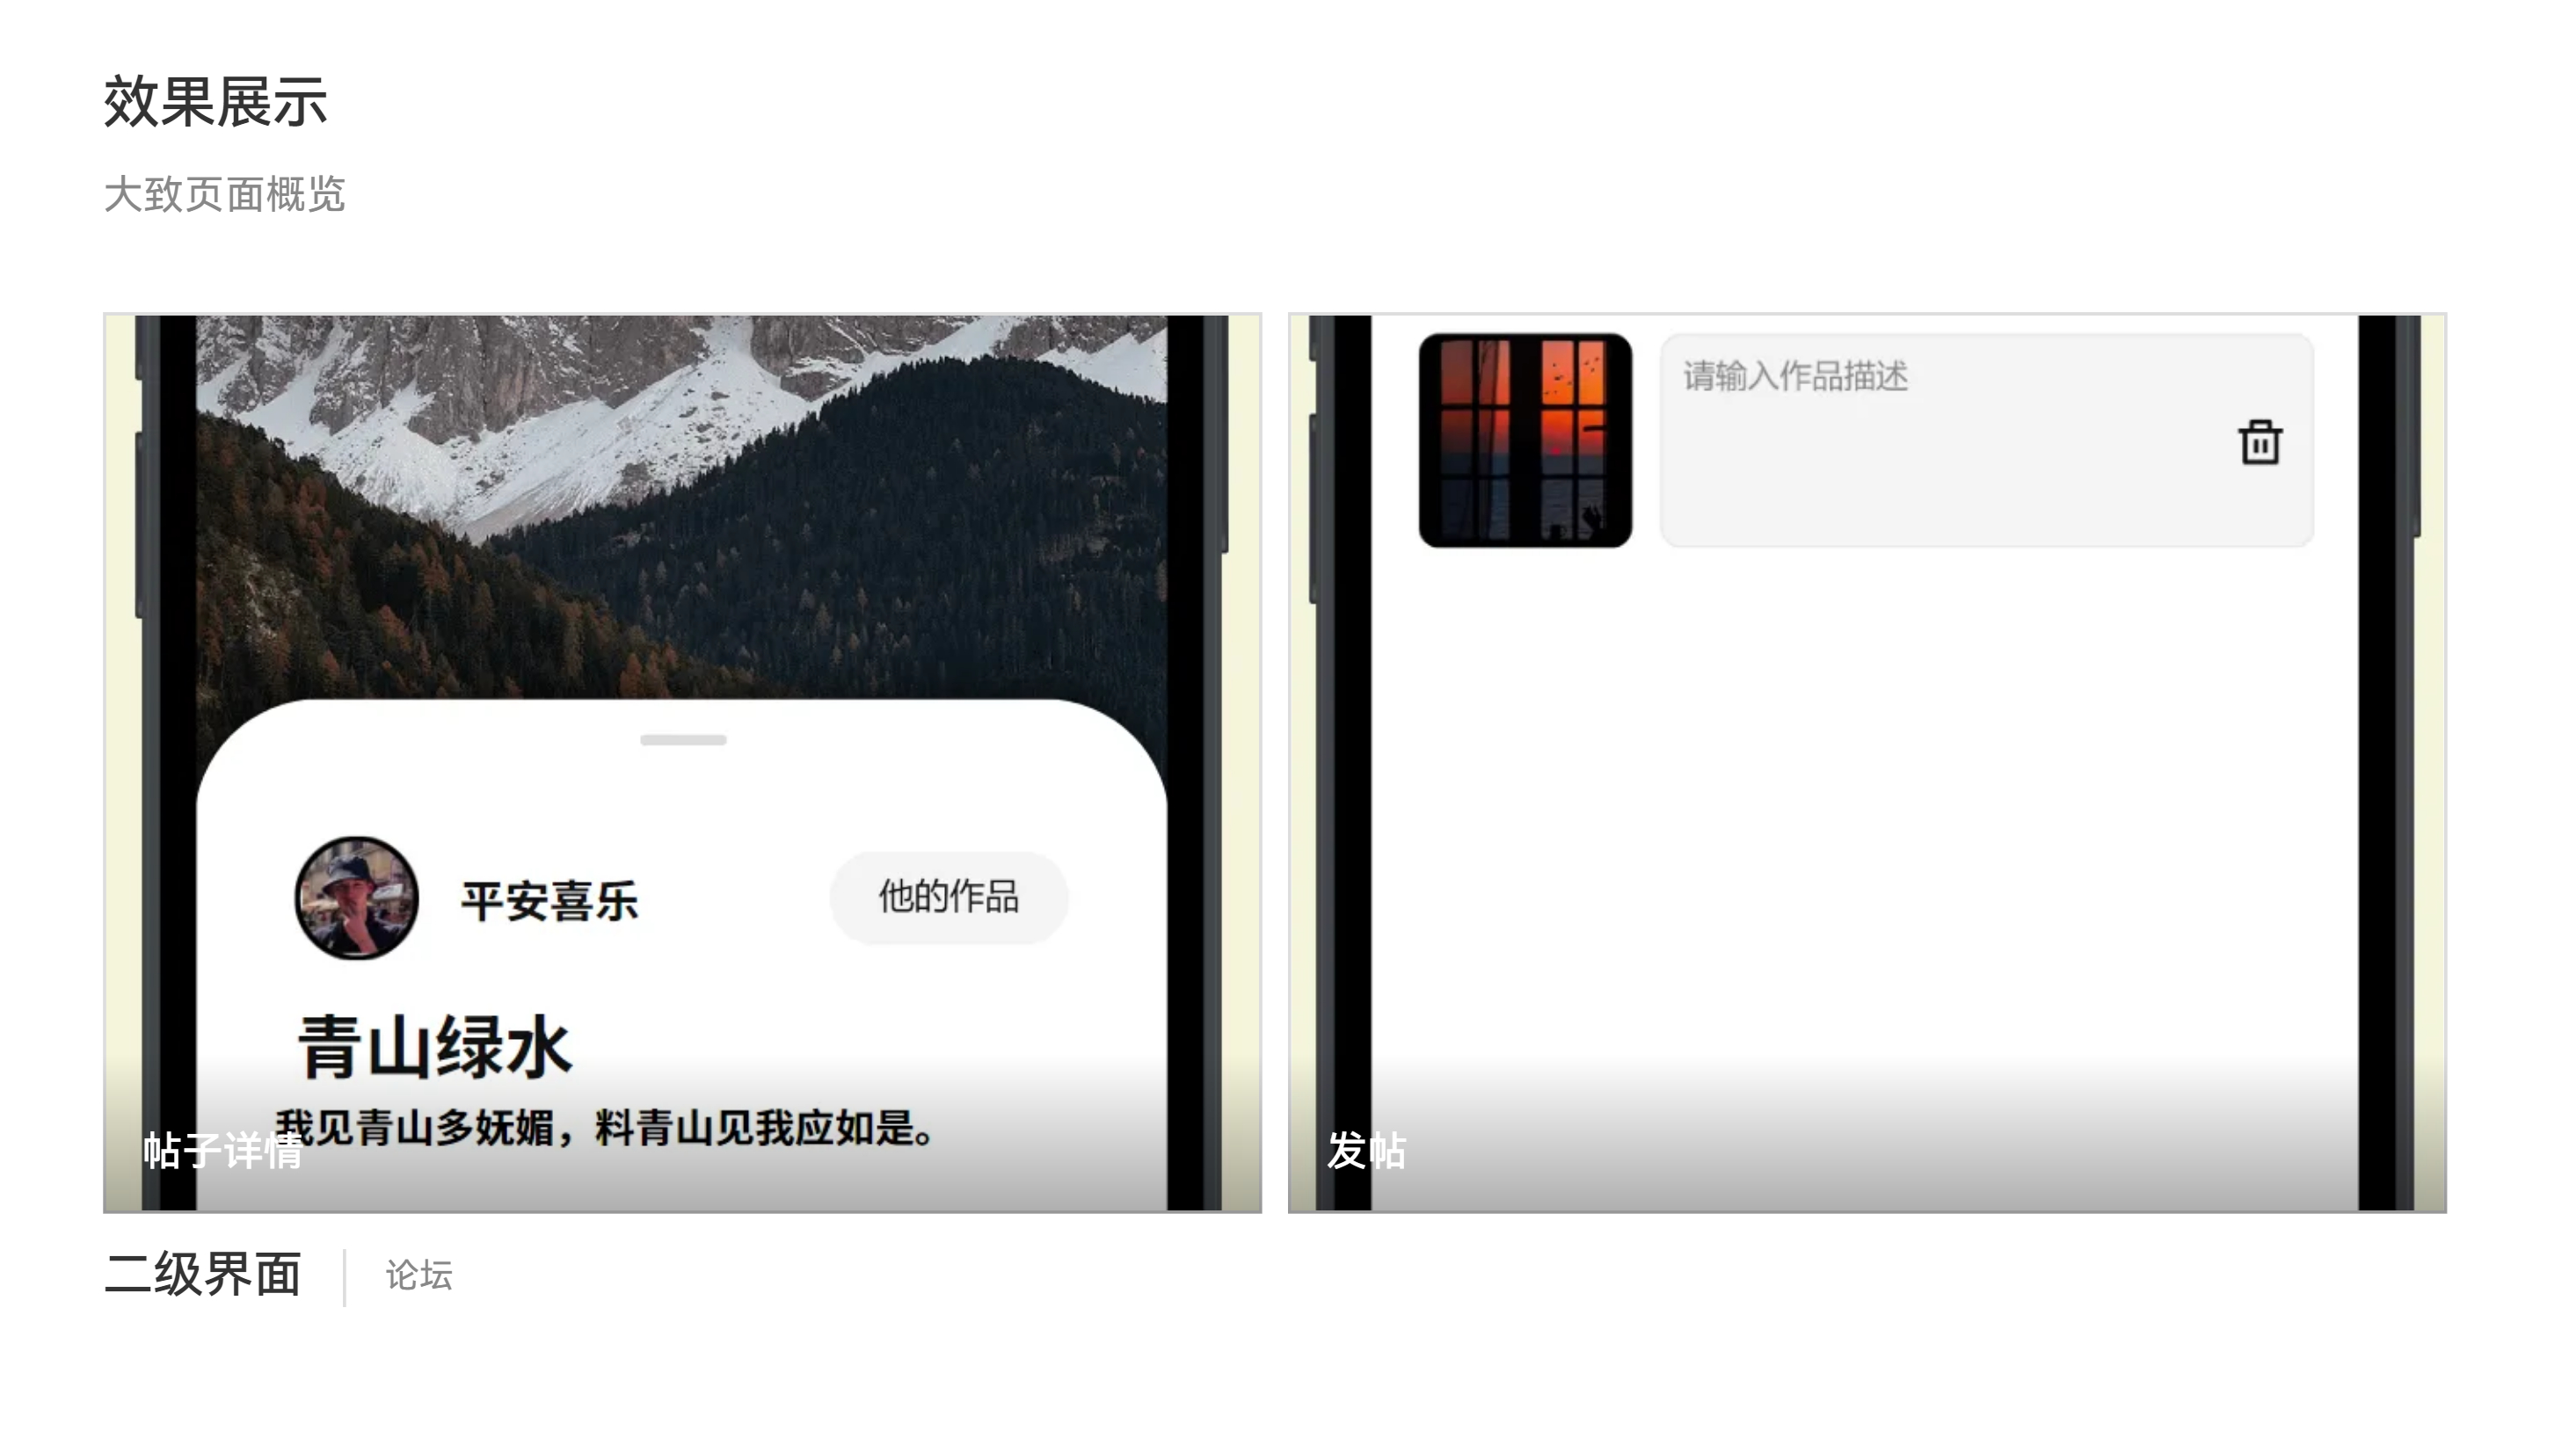 效果展示
大致页面概览
平安喜乐
他的作品
青山绿水
我见青山多妩媚，料青山见我应如是。
帖子详情
请输入作品描述
发帖
二级界面
论坛